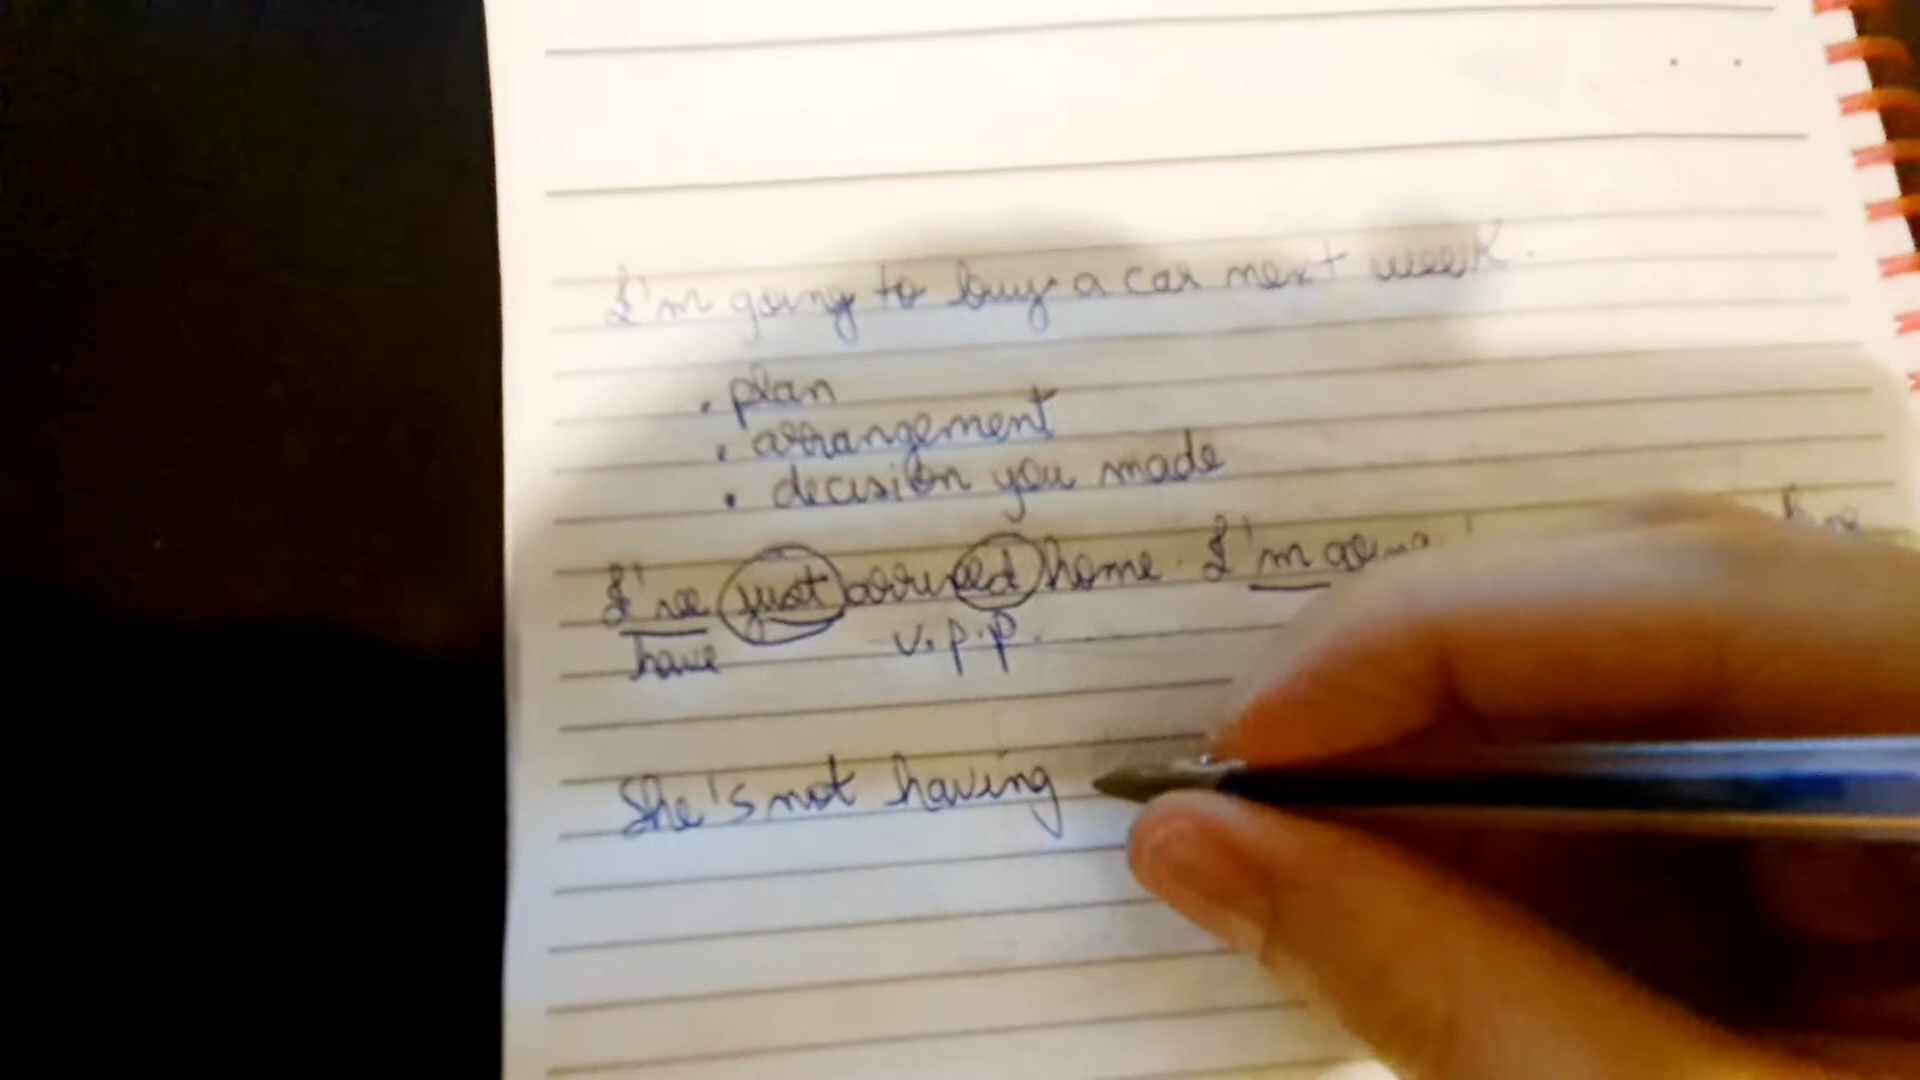 I'm going to buy a car next week.
. plan
. arrangement
. decision you made
I've just arrived home. I'm
have v.p.p.
She's not having